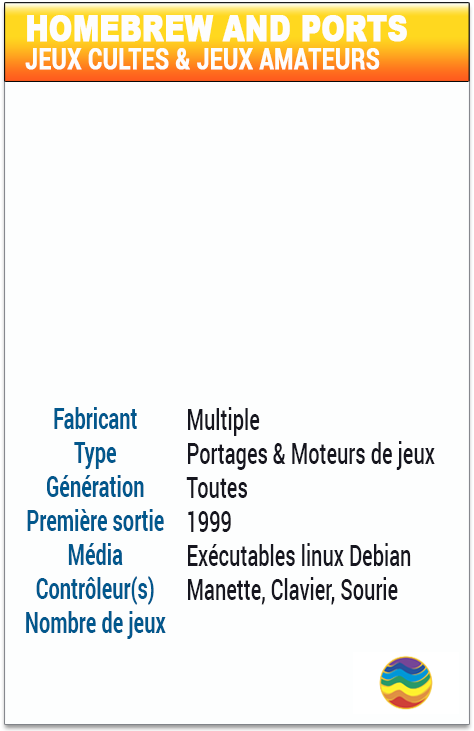 HOMEBREW AND PORTS
JEUX CULTES & JEUX AMATEURS
Fabricant Multiple
Type Portages & Moteurs de jeux
Génération Toutes
Première sortie 1999
Média Exécutables linux Debian
Contrôleur(s) Manette, Clavier, Sourie
Nombre de jeux